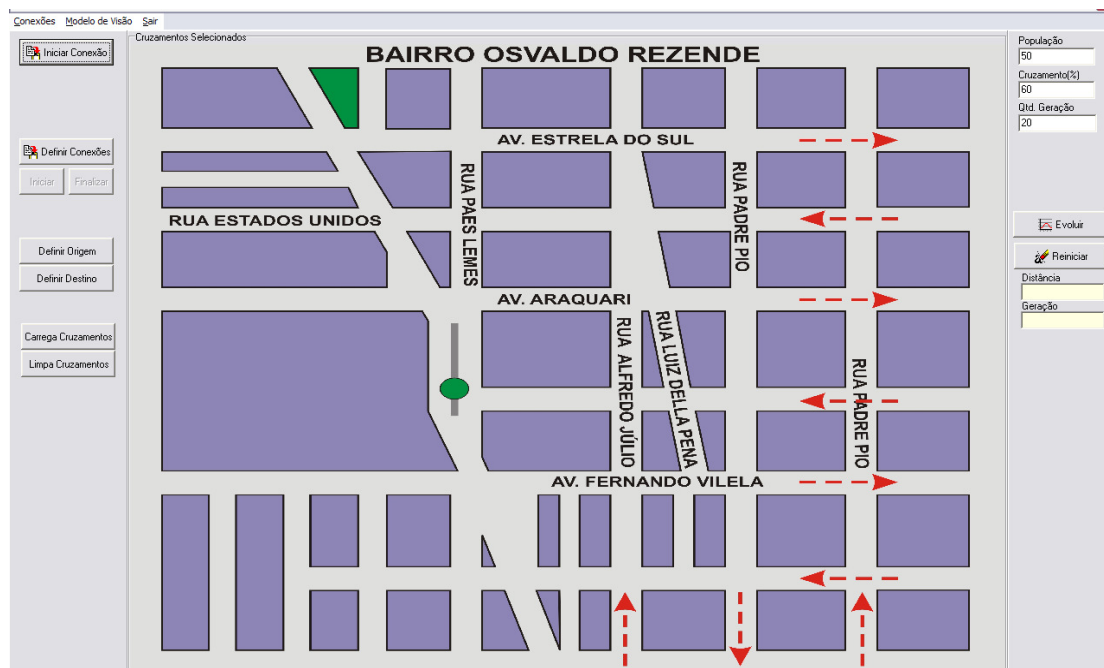 Conexões Modelo de Visão Sair
Iniciar Conexão
Definir Conexões
Iniciar Finalizar
Definir Origem
Definir Destino
Carrega Cruzamentos
Limpa Cruzamentos
Cruzamentos Selecionados
BAIRRO OSVALDO REZENDE
AV. ESTRELA DO SUL
RUA PAES LEMES
RUA PADRE PIO
RUA ESTADOS UNIDOS
AV. ARAQUARI
RUA ALFREDO JÚLIO
RUA LUIZ DELLA PENA
RUA PADRE PIO
AV. FERNANDO VILELA
População
50
Cruzamento(%)
60
Qtd. Geração
20
Evoluir
Reiniciar
Distância
Geração